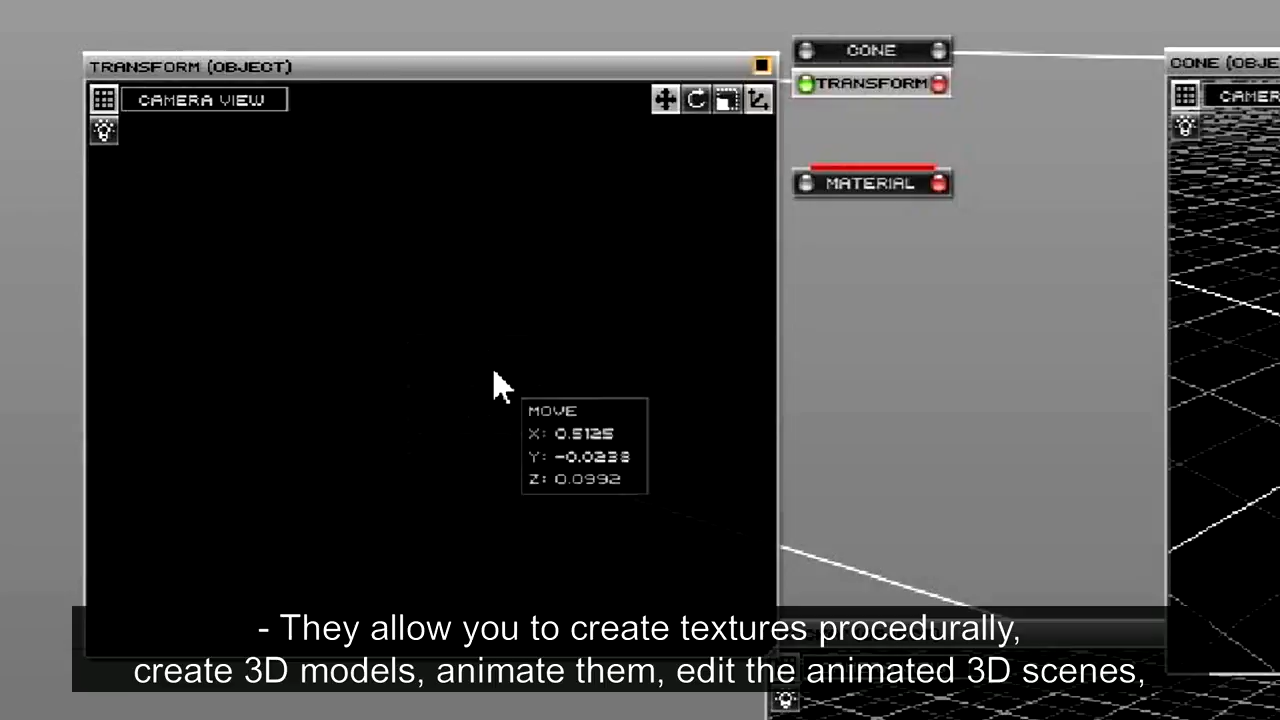 TRANSFORM (OBJECT)
CAMERA VIEW
CONE
TRANSFORM
MATERIAL
CONE (OBJE
CAMER
MOVE
X: 0.5125
Y: -0.0238
Z: 0.0992
- They allow you to create textures procedurally,
create 3D models, animate them, edit the animated 3D scenes,